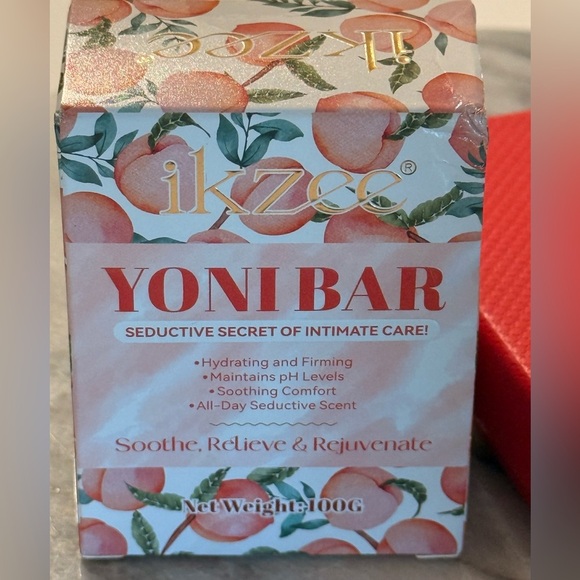 ikzee®
ikzee®
YONI BAR
SEDUCTIVE SECRET OF INTIMATE CARE!
•Hydrating and Firming
•Maintains pH Levels
•Soothing Comfort
•All-Day Seductive Scent
Soothe, Relieve & Rejuvenate
Net Weight:100G